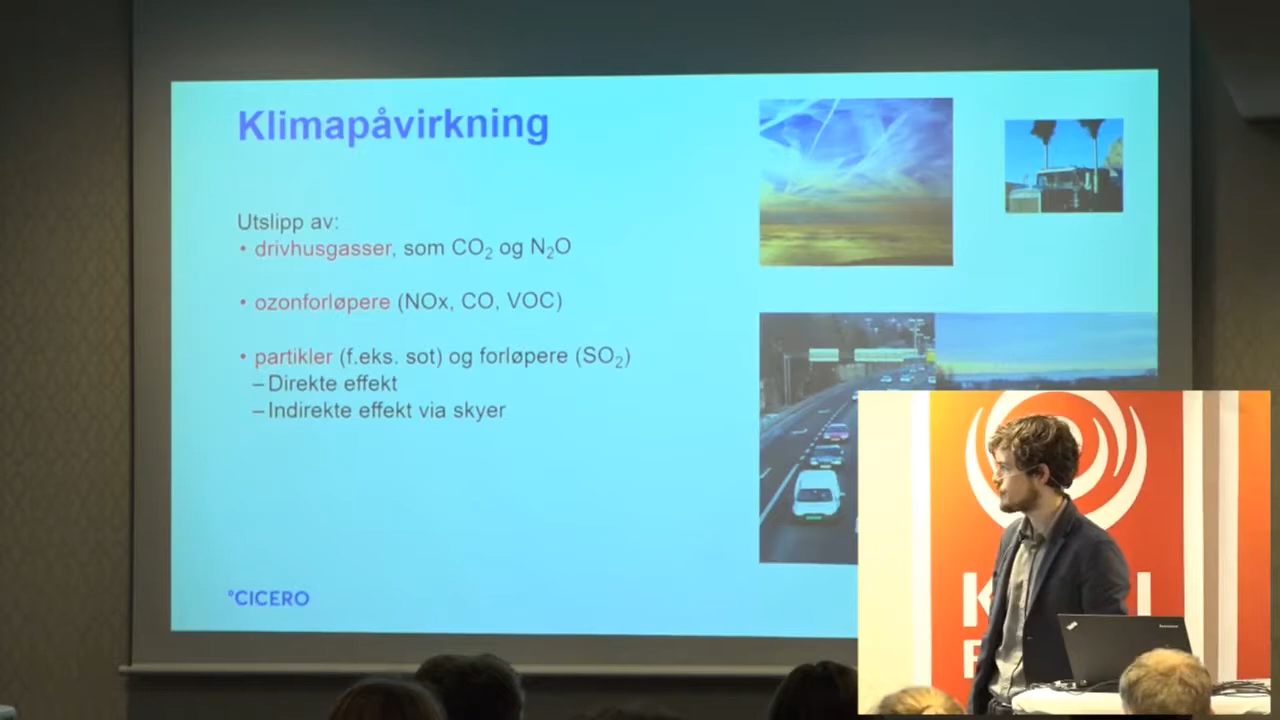 Klimapåvirkning
Utslipp av:
• drivhusgasser, som CO₂ og N₂O
• ozonforløpere (NOx, CO, VOC)
• partikler (f.eks. sot) og forløpere (SO₂)
– Direkte effekt
– Indirekte effekt via skyer
°CICERO